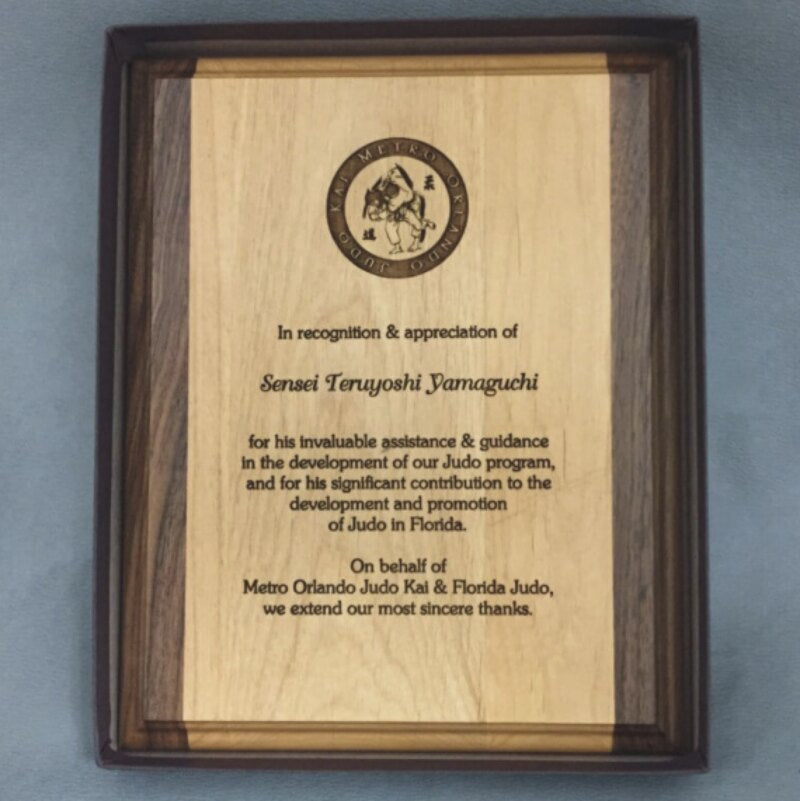 JUDO KAI METRO ORLANDO
柔
道
In recognition & appreciation of
Sensei Teruyoshi Yamaguchi
for his invaluable assistance & guidance
in the development of our Judo program,
and for his significant contribution to the
development and promotion
of Judo in Florida.
On behalf of
Metro Orlando Judo Kai & Florida Judo,
we extend our most sincere thanks.